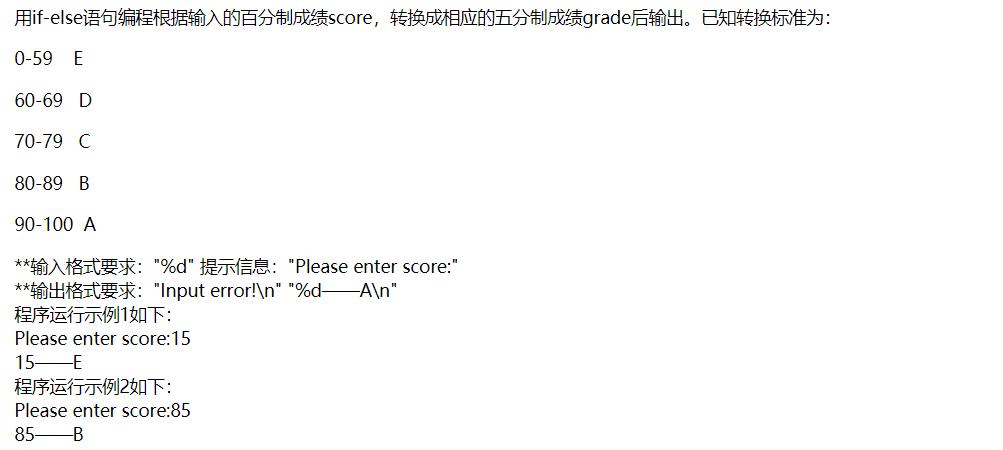 用if-else语句编程根据输入的百分制成绩score，转换成相应的五分制成绩grade后输出。已知转换标准为：
0-59    E
60-69   D
70-79   C
80-89   B
90-100  A
**输入格式要求："%d" 提示信息："Please enter score:"
**输出格式要求："Input error!\n" "%d——A\n"
程序运行示例1如下：
Please enter score:15
15——E
程序运行示例2如下：
Please enter score:85
85——B